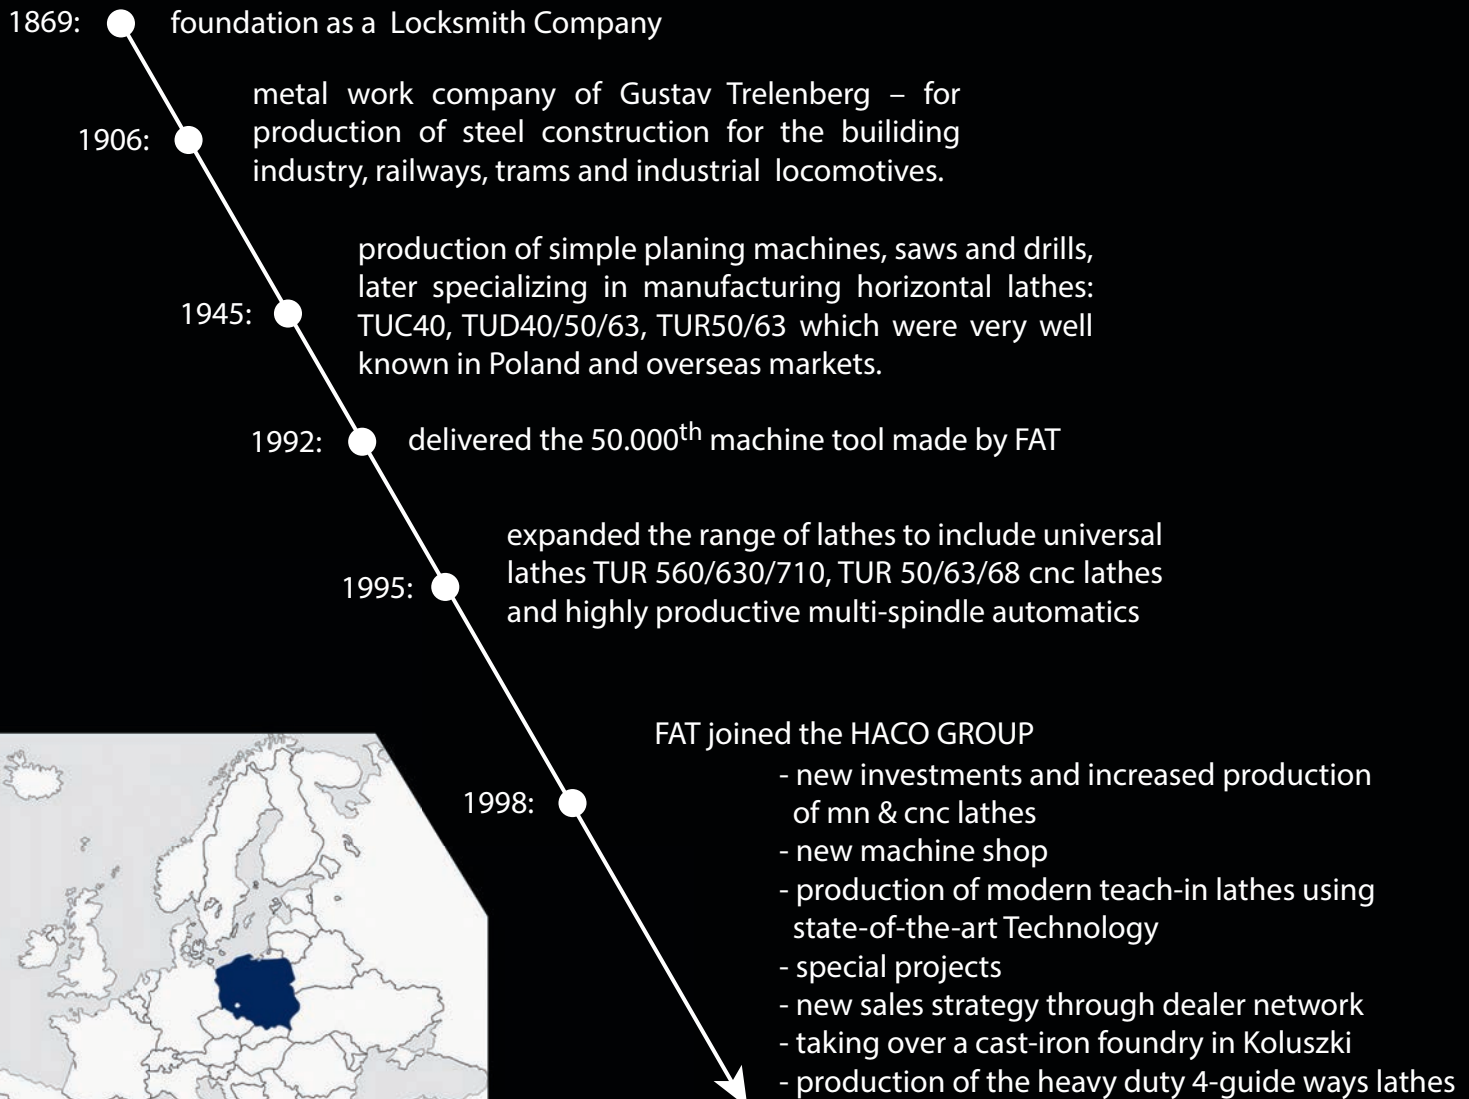 1869: foundation as a Locksmith Company
metal work company of Gustav Trelenberg – for
1906: production of steel construction for the builiding
industry, railways, trams and industrial locomotives.
production of simple planing machines, saws and drills,
later specializing in manufacturing horizontal lathes:
1945: TUC40, TUD40/50/63, TUR50/63 which were very well
known in Poland and overseas markets.
1992: delivered the 50.000th machine tool made by FAT
expanded the range of lathes to include universal
1995: lathes TUR 560/630/710, TUR 50/63/68 cnc lathes
and highly productive multi-spindle automatics
FAT joined the HACO GROUP
- new investments and increased production
1998: of mn & cnc lathes
- new machine shop
- production of modern teach-in lathes using
state-of-the-art Technology
- special projects
- new sales strategy through dealer network
- taking over a cast-iron foundry in Koluszki
- production of the heavy duty 4-guide ways lathes